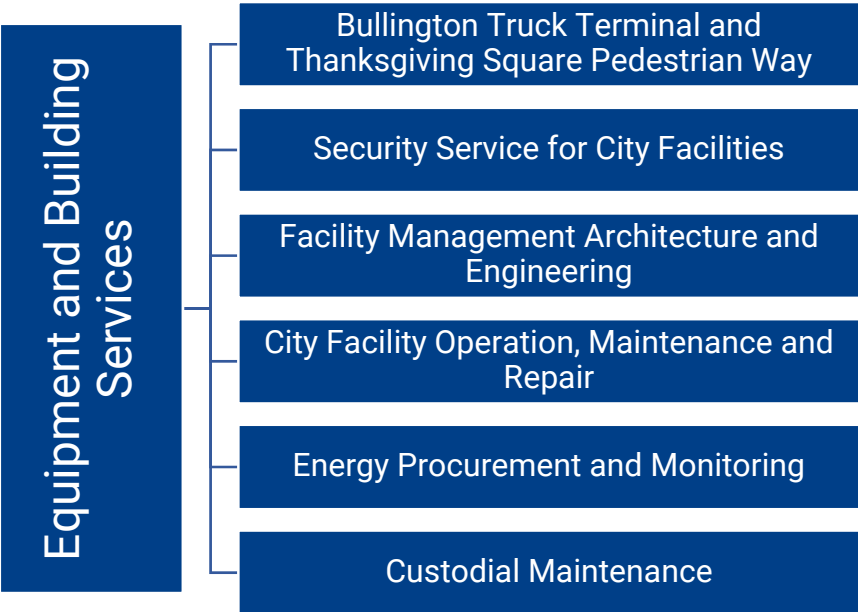 Equipment and Building
Services
Bullington Truck Terminal and
Thanksgiving Square Pedestrian Way
Security Service for City Facilities
Facility Management Architecture and
Engineering
City Facility Operation, Maintenance and
Repair
Energy Procurement and Monitoring
Custodial Maintenance